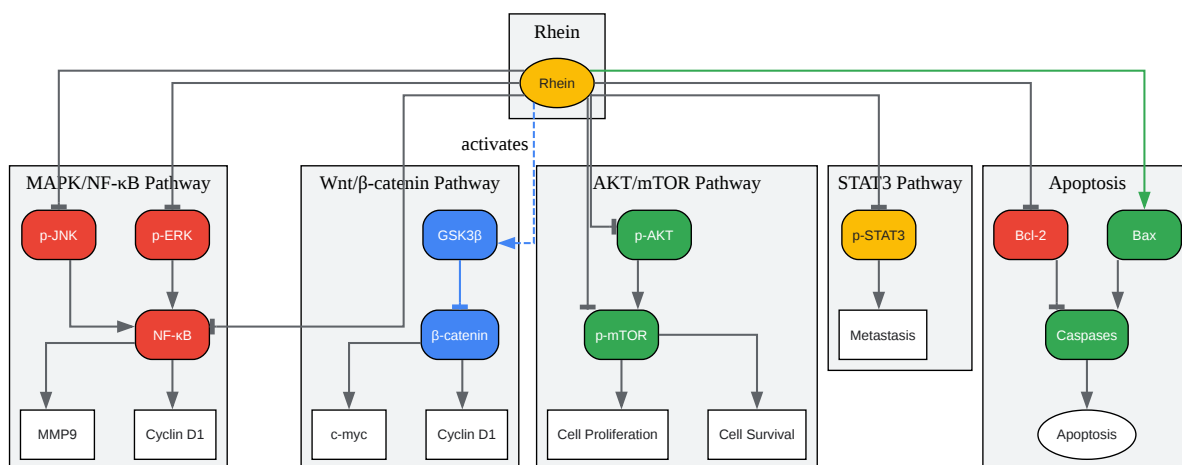 Rhein
Rhein
activates
MAPK/NF-κB Pathway
Wnt/β-catenin Pathway
AKT/mTOR Pathway
STAT3 Pathway
Apoptosis
p-JNK
p-ERK
GSK3β
p-AKT
p-STAT3
Bcl-2
Bax
NF-κB
β-catenin
p-mTOR
Metastasis
Caspases
MMP9
Cyclin D1
c-myc
Cyclin D1
Cell Proliferation
Cell Survival
Apoptosis